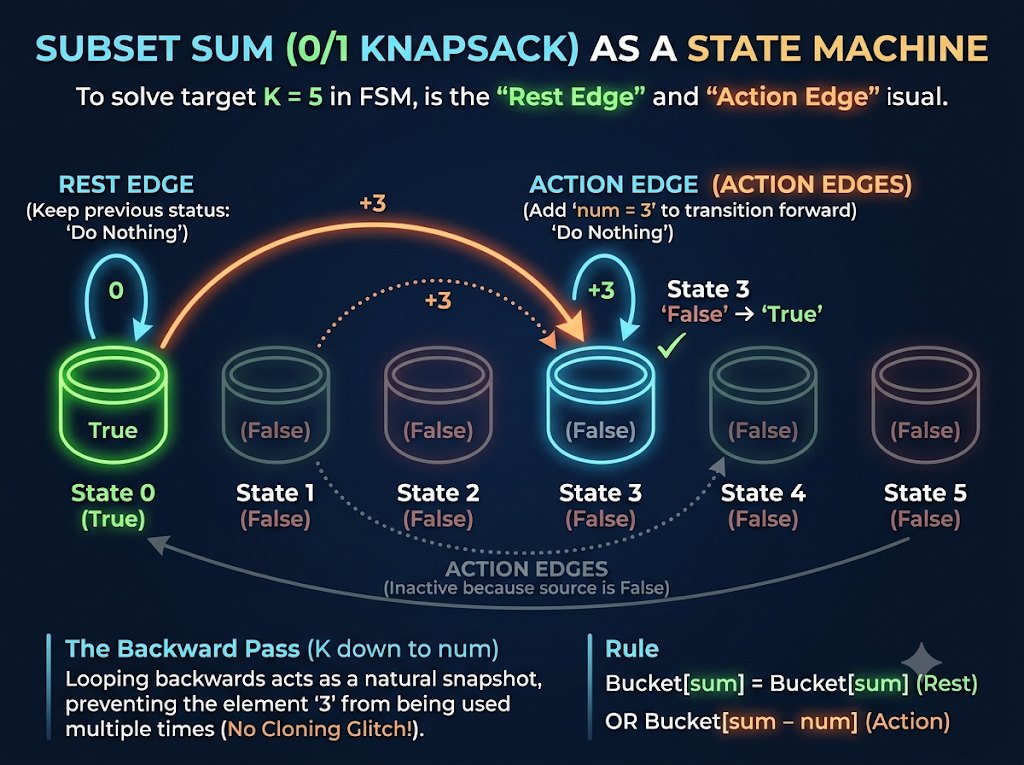 SUBSET SUM (0/1 KNAPSACK) AS A STATE MACHINE
To solve target K = 5 in FSM, is the “Rest Edge” and “Action Edge” isual.
REST EDGE
(Keep previous status:
‘Do Nothing’)
ACTION EDGE (ACTION EDGES)
(Add ‘num = 3’ to transition forward)
‘Do Nothing’)
+3
0
+3
+3
State 3
‘False’ → ‘True’
✓
True
(False)
(False)
(False)
(False)
(False)
State 0
(True)
State 1
(False)
State 2
(False)
State 3
(False)
State 4
(False)
State 5
(False)
ACTION EDGES
(Inactive because source is False)
The Backward Pass (K down to num)
Looping backwards acts as a natural snapshot,
preventing the element ‘3’ from being used
multiple times (No Cloning Glitch!).
Rule
Bucket[sum] = Bucket[sum] (Rest)
OR Bucket[sum – num] (Action)